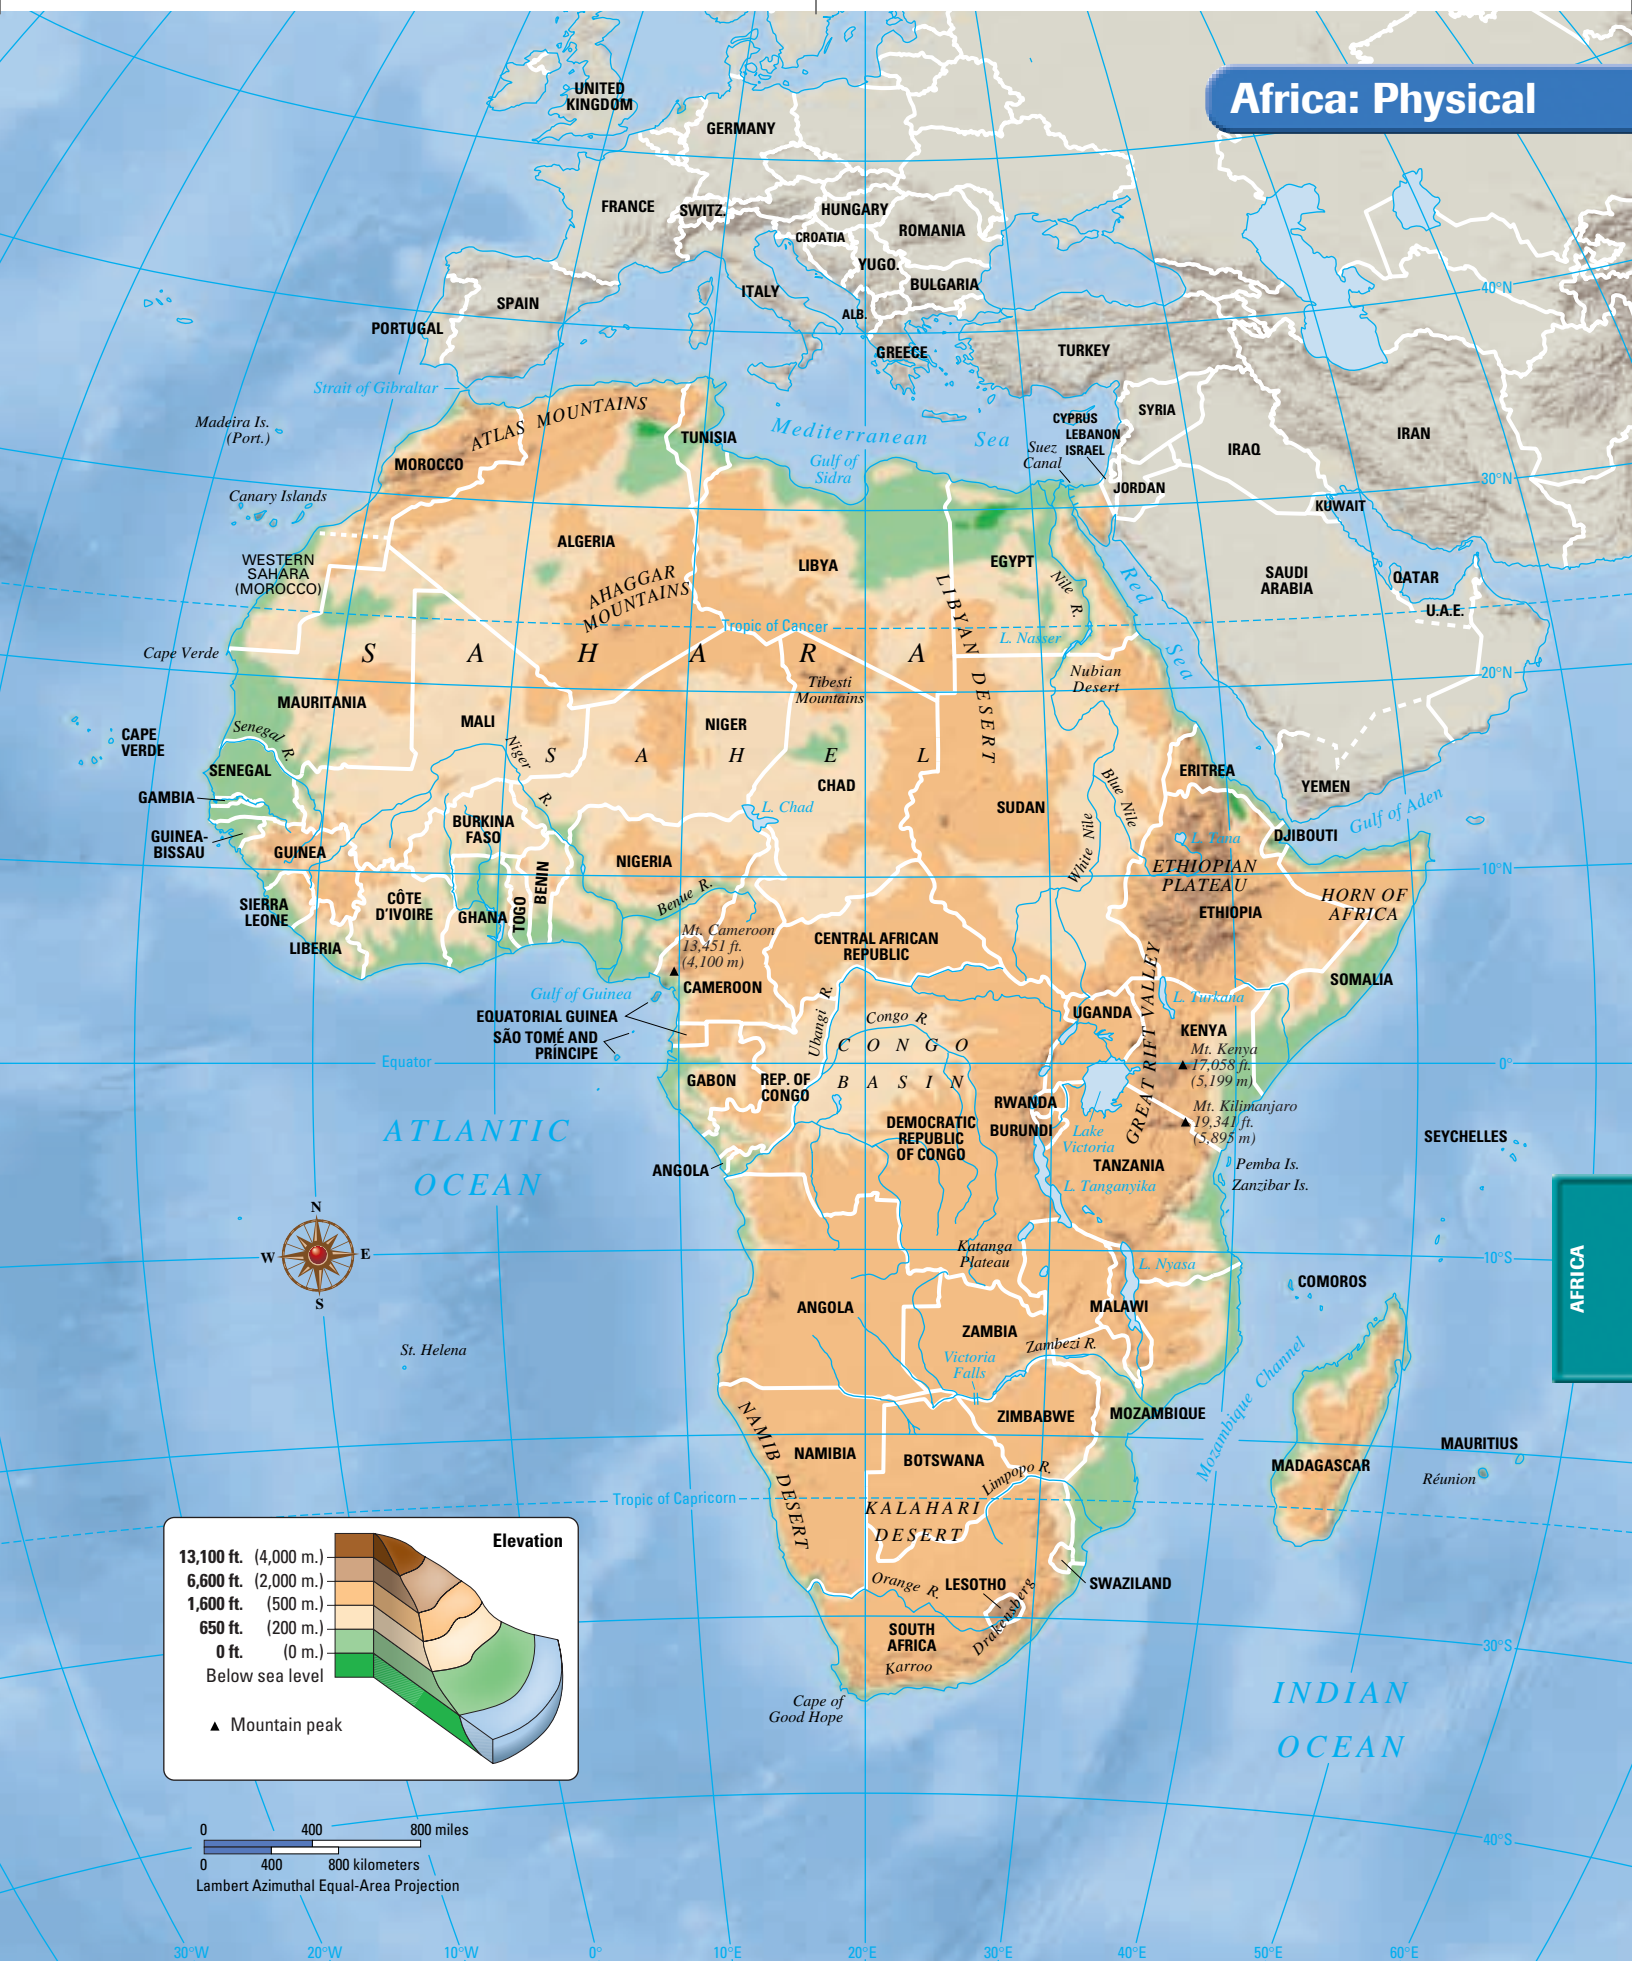 Africa: Physical
UNITED
KINGDOM
GERMANY
FRANCE
SWITZ.
HUNGARY
CROATIA
ROMANIA
YUGO.
BULGARIA
ITALY
ALB.
SPAIN
PORTUGAL
GREECE
TURKEY
40°N
Strait of Gibraltar
Madeira Is.
(Port.)
ATLAS MOUNTAINS
MOROCCO
TUNISIA
Mediterranean Sea
Gulf of
Sidra
CYPRUS
LEBANON
ISRAEL
Suez
Canal
SYRIA
IRAQ
IRAN
JORDAN
KUWAIT
30°N
Canary Islands
WESTERN
SAHARA
(MOROCCO)
ALGERIA
LIBYA
EGYPT
SAUDI
ARABIA
QATAR
U.A.E.
AHAGGAR
MOUNTAINS
Nile R.
Red Sea
LIBYAN DESERT
Tropic of Cancer
L. Nasser
Cape Verde
SAHARA
Nubian
Desert
20°N
Tibesti
Mountains
MAURITANIA
MALI
NIGER
CAPE
VERDE
Senegal R.
Niger R.
SAHEL
SENEGAL
CHAD
ERITREA
YEMEN
GAMBIA
L. Chad
SUDAN
Blue Nile
White Nile
Gulf of Aden
BURKINA
FASO
GUINEA-
BISSAU
GUINEA
NIGERIA
L. Tana
DJIBOUTI
10°N
ETHIOPIAN
PLATEAU
BENIN
TOGO
GHANA
CÔTE
D'IVOIRE
SIERRA
LEONE
LIBERIA
Benue R.
ETHIOPIA
HORN OF
AFRICA
Mt. Cameroon
13,451 ft.
(4,100 m)
CENTRAL AFRICAN
REPUBLIC
CAMEROON
SOMALIA
Gulf of Guinea
EQUATORIAL GUINEA
SÃO TOMÉ AND
PRÍNCIPE
Ubangi R.
Congo R.
UGANDA
L. Turkana
KENYA
GREAT RIFT VALLEY
Mt. Kenya
17,058 ft.
(5,199 m)
Equator
0°
CONGO
BASIN
GABON
REP. OF
CONGO
RWANDA
BURUNDI
Mt. Kilimanjaro
19,341 ft.
(5,895 m)
DEMOCRATIC
REPUBLIC
OF CONGO
Lake
Victoria
SEYCHELLES
ATLANTIC
OCEAN
ANGOLA
TANZANIA
L. Tanganyika
Pemba Is.
Zanzibar Is.
N
W
E
S
Katanga
Plateau
L. Nyasa
10°S
AFRICA
COMOROS
ANGOLA
MALAWI
ZAMBIA
Zambezi R.
St. Helena
Victoria
Falls
Mozambique Channel
ZIMBABWE
MOZAMBIQUE
NAMIB DESERT
NAMIBIA
BOTSWANA
Limpopo R.
MADAGASCAR
MAURITIUS
Réunion
Tropic of Capricorn
KALAHARI
DESERT
Orange R.
LESOTHO
SWAZILAND
Drakensberg
SOUTH
AFRICA
Karroo
30°S
Cape of
Good Hope
INDIAN
OCEAN
40°S
Elevation
13,100 ft. (4,000 m.)
6,600 ft. (2,000 m.)
1,600 ft. (500 m.)
650 ft. (200 m.)
0 ft. (0 m.)
Below sea level
▲ Mountain peak
0 400 800 miles
0 400 800 kilometers
Lambert Azimuthal Equal-Area Projection
30°W 20°W 10°W 0° 10°E 20°E 30°E 40°E 50°E 60°E